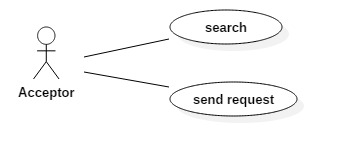 search
Acceptor
send request